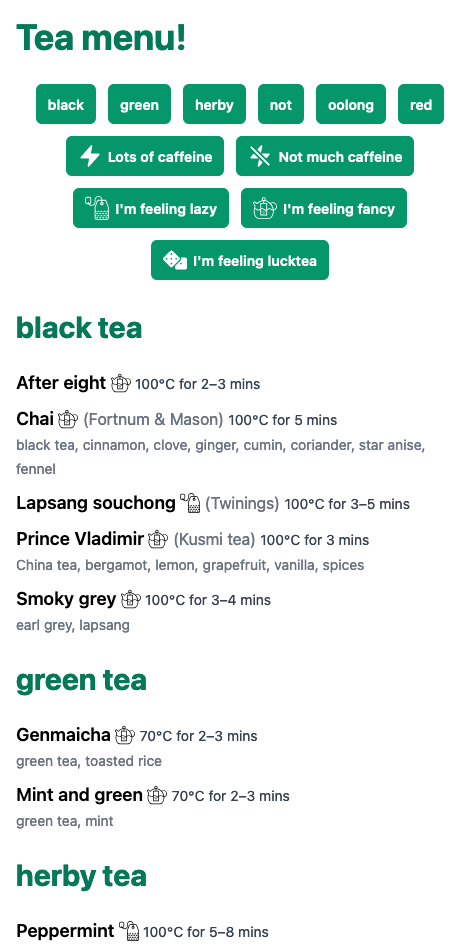 Tea menu!
black green herby not oolong red
Lots of caffeine Not much caffeine
I'm feeling lazy I'm feeling fancy
I'm feeling lucktea
black tea
After eight 100°C for 2–3 mins
Chai (Fortnum & Mason) 100°C for 5 mins
black tea, cinnamon, clove, ginger, cumin, coriander, star anise,
fennel
Lapsang souchong (Twinings) 100°C for 3–5 mins
Prince Vladimir (Kusmi tea) 100°C for 3 mins
China tea, bergamot, lemon, grapefruit, vanilla, spices
Smoky grey 100°C for 3–4 mins
earl grey, lapsang
green tea
Genmaicha 70°C for 2–3 mins
green tea, toasted rice
Mint and green 70°C for 2–3 mins
green tea, mint
herby tea
Peppermint 100°C for 5–8 mins